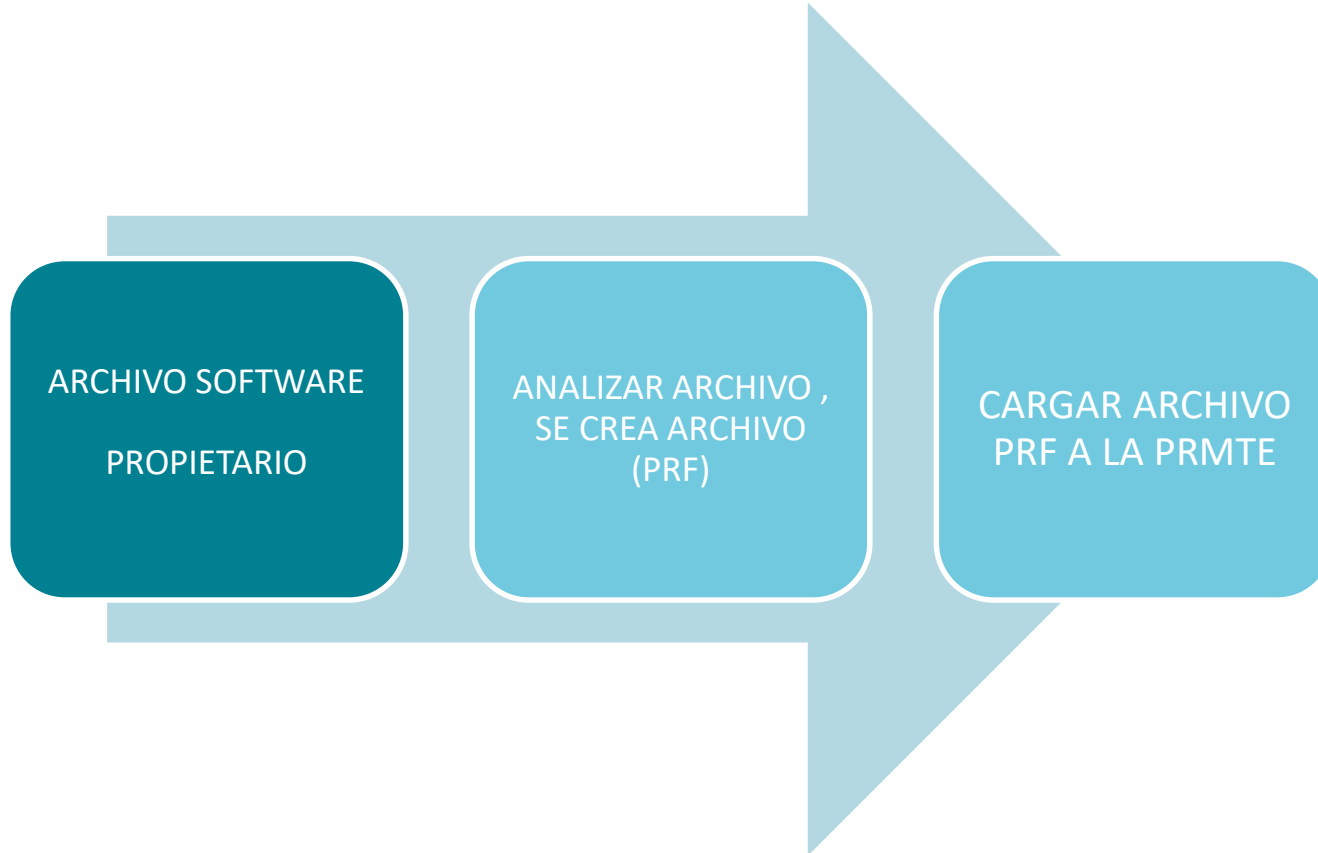 ARCHIVO SOFTWARE
PROPIETARIO
ANALIZAR ARCHIVO ,
SE CREA ARCHIVO
(PRF)
CARGAR ARCHIVO
PRF A LA PRMTE